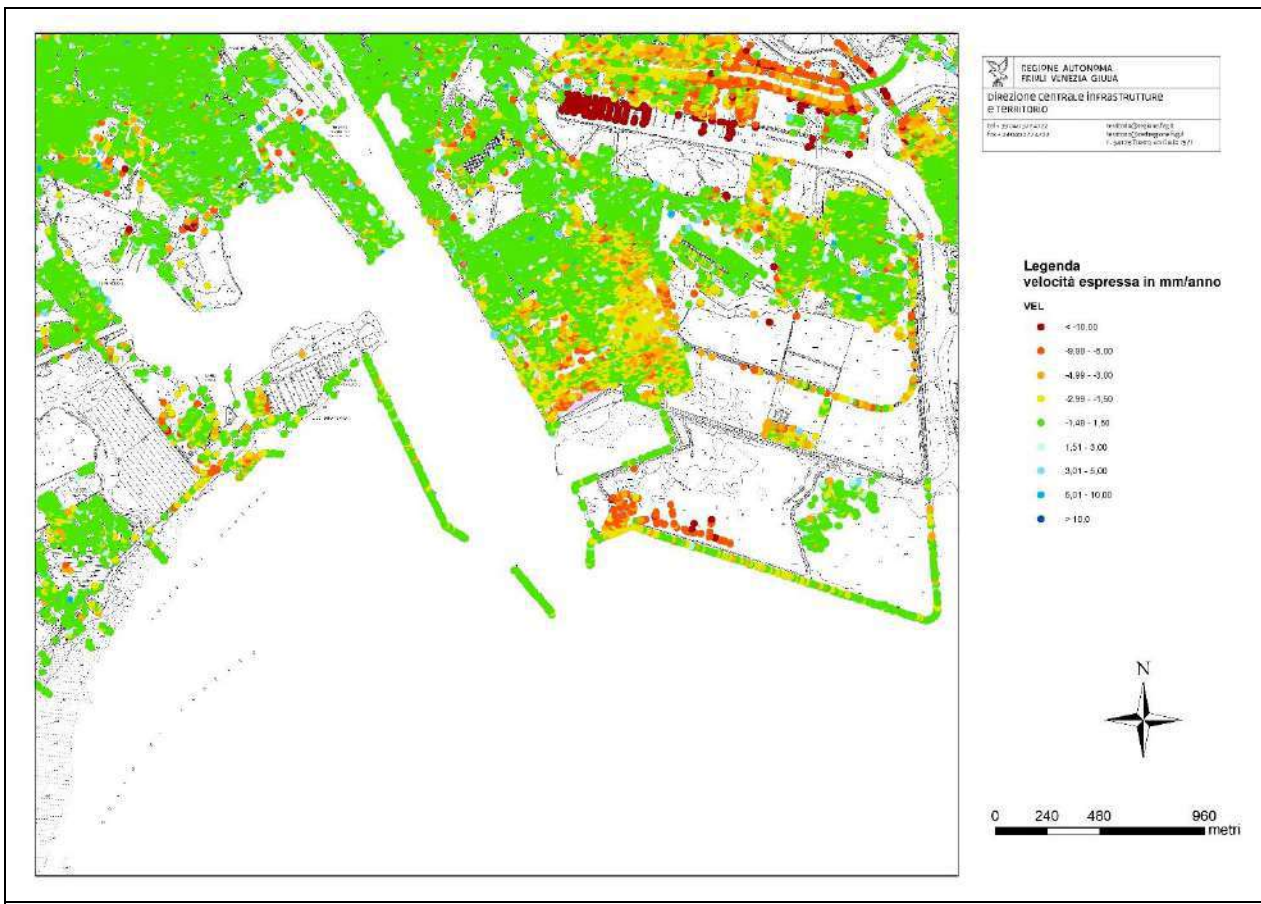 REGIONE AUTONOMA
FRIULI VENEZIA GIULIA
DIREZIONE CENTRALE INFRASTRUTTURE
E TERRITORIO
Legenda
velocità espressa in mm/anno
VEL
< -10,00
-9,99 - -5,00
-4,99 - -3,00
-2,99 - -1,50
-1,49 - 1,50
1,51 - 3,00
3,01 - 5,00
5,01 - 10,00
> 10,0
N
0 240 480 960
metri